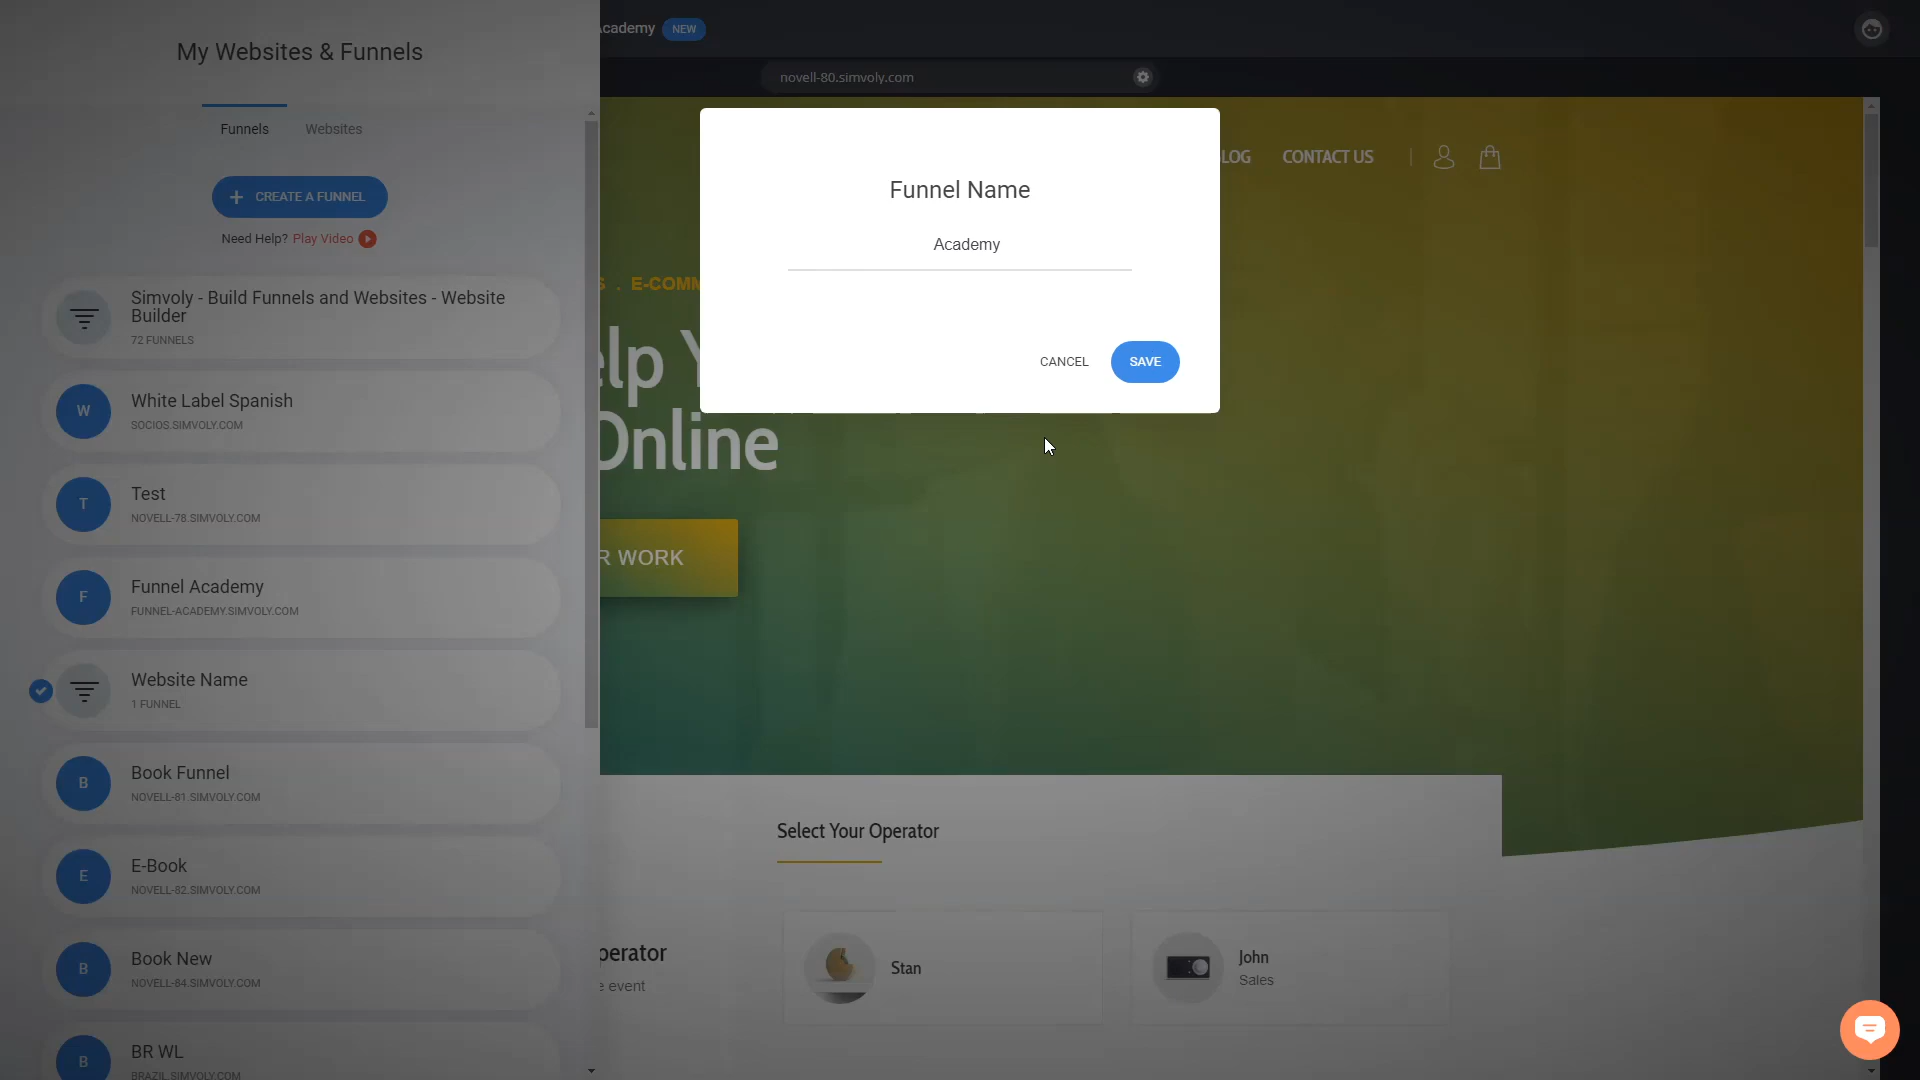 My Websites & Funnels
Academy NEW
novell-80.simvoly.com
Funnels Websites
CREATE A FUNNEL
Need Help? Play Video
Simvoly - Build Funnels and Websites - Website
Builder
72 FUNNELS
W
White Label Spanish
SOCIOS.SIMVOLY.COM
T
Test
NOVELL-78.SIMVOLY.COM
F
Funnel Academy
FUNNEL-ACADEMY.SIMVOLY.COM
Website Name
1 FUNNEL
B
Book Funnel
NOVELL-81.SIMVOLY.COM
E
E-Book
NOVELL-82.SIMVOLY.COM
B
Book New
NOVELL-84.SIMVOLY.COM
B
BR WL
BRAZIL.SIMVOLY.COM
Funnel Name
Academy
CANCEL SAVE
LOG CONTACT US
S . E-COMM
elp Y
Online
R WORK
Select Your Operator
perator
e event
Stan
John
Sales